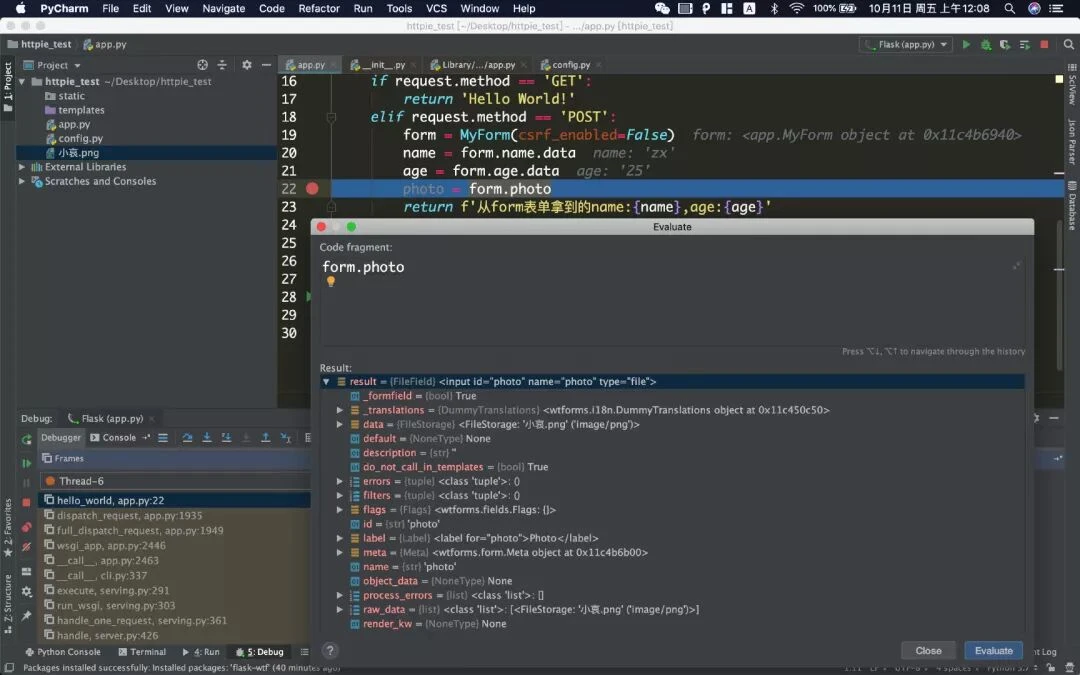 PyCharm File Edit View Navigate Code Refactor Run Tools VCS Window Help 100% 10月11日 周五 上午12:08
httpie_test [~/Desktop/httpie_test] - .../app.py [httpie_test]
httpie_test app.py Flask (app.py)
Project app.py __init__.py Library/.../app.py config.py
1: Project
httpie_test ~/Desktop/httpie_test
static
templates
app.py
config.py
小哀.png
External Libraries
Scratches and Consoles
16 if request.method == 'GET':
17 return 'Hello World!'
18 elif request.method == 'POST':
19 form = MyForm(csrf_enabled=False) form: <app.MyForm object at 0x11c4b6940>
20 name = form.name.data name: 'zx'
21 age = form.age.data age: '25'
22 photo = form.photo
23 return f'从form表单拿到的name:{name},age:{age}'
24
25
26
27
28
29
30
SciView
Json Parser
Database
Evaluate
Code fragment:
form.photo
Press ⌥↓, ⌥↑ to navigate through the history
Result:
result = {FileField} <input id="photo" name="photo" type="file">
_formfield = {bool} True
_translations = {DummyTranslations} <wtforms.i18n.DummyTranslations object at 0x11c450c50>
data = {FileStorage} <FileStorage: '小哀.png' ('image/png')>
default = {NoneType} None
description = {str} ''
do_not_call_in_templates = {bool} True
errors = {tuple} <class 'tuple'>: ()
filters = {tuple} <class 'tuple'>: ()
flags = {Flags} <wtforms.fields.Flags: {}>
id = {str} 'photo'
label = {Label} <label for="photo">Photo</label>
meta = {Meta} <wtforms.form.Meta object at 0x11c4b6b00>
name = {str} 'photo'
object_data = {NoneType} None
process_errors = {list} <class 'list'>: []
raw_data = {list} <class 'list'>: [<FileStorage: '小哀.png' ('image/png')>]
render_kw = {NoneType} None
? Close Evaluate
Debug: Flask (app.py)
Debugger Console
Frames
Thread-6
hello_world, app.py:22
dispatch_request, app.py:1935
full_dispatch_request, app.py:1949
wsgi_app, app.py:2446
__call__, app.py:2463
__call__, cli.py:337
execute, serving.py:291
run_wsgi, serving.py:303
handle_one_request, serving.py:361
handle, server.py:426
2: Favorites
7: Structure
Python Console Terminal 4: Run 5: Debug nt Log
Packages installed successfully: Installed packages: 'flask-wtf' (40 minutes ago)